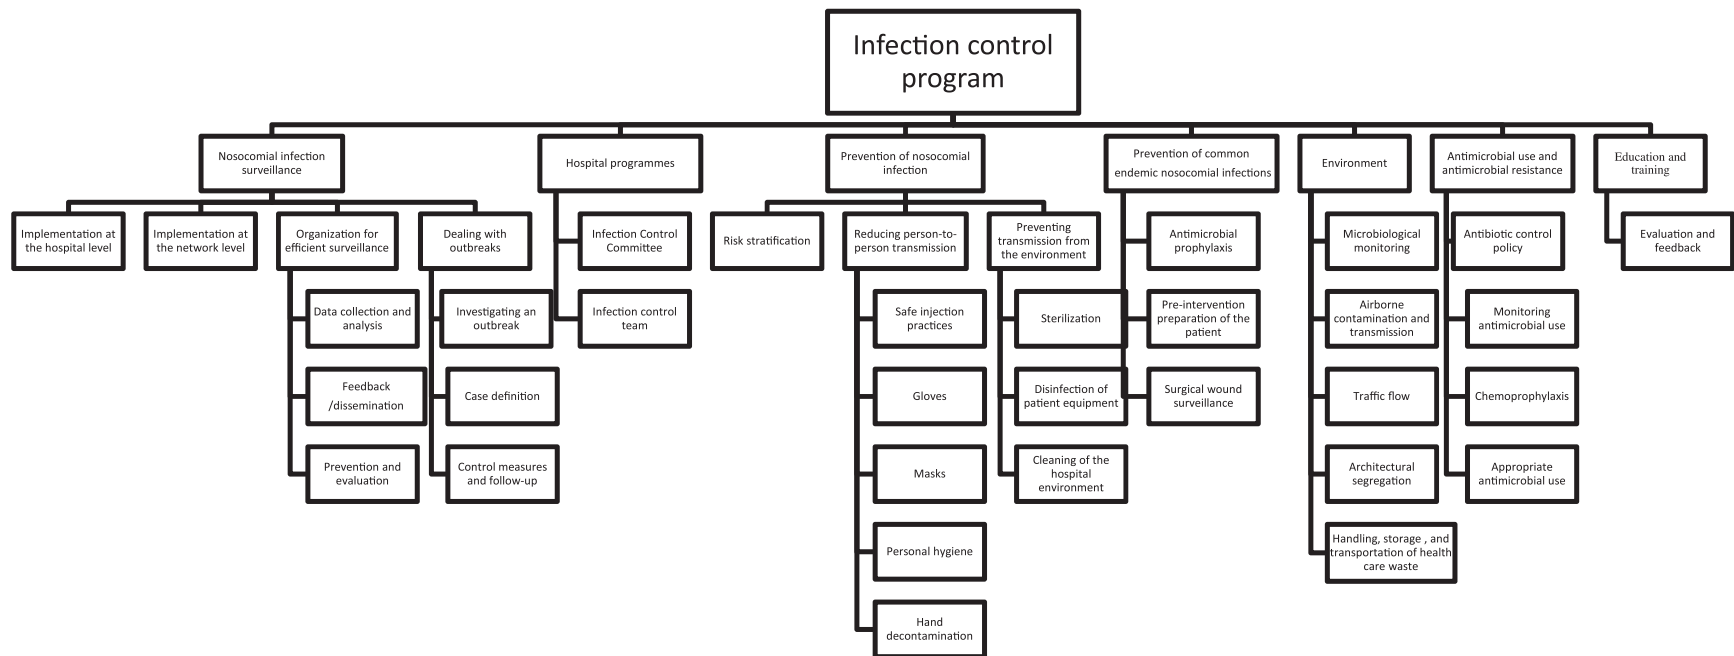 Infection control
program
Nosocomial infection
surveillance
Hospital programmes
Prevention of nosocomial
infection
Prevention of common
endemic nosocomial infections
Environment
Antimicrobial use and
antimicrobial resistance
Education and
training
Implementation at
the hospital level
Implementation at
the network level
Organization for
efficient surveillance
Dealing with
outbreaks
Infection Control
Committee
Risk stratification
Reducing person-to-
person transmission
Preventing
transmission from
the environment
Antimicrobial
prophylaxis
Microbiological
monitoring
Antibiotic control
policy
Evaluation and
feedback
Data collection and
analysis
Investigating an
outbreak
Infection control
team
Safe injection
practices
Sterilization
Pre-intervention
preparation of the
patient
Airborne
contamination and
transmission
Monitoring
antimicrobial use
Feedback
/dissemination
Case definition
Gloves
Disinfection of
patient equipment
Surgical wound
surveillance
Traffic flow
Chemoprophylaxis
Prevention and
evaluation
Control measures
and follow-up
Masks
Cleaning of the
hospital
environment
Architectural
segregation
Appropriate
antimicrobial use
Personal hygiene
Handling, storage , and
transportation of health
care waste
Hand
decontamination